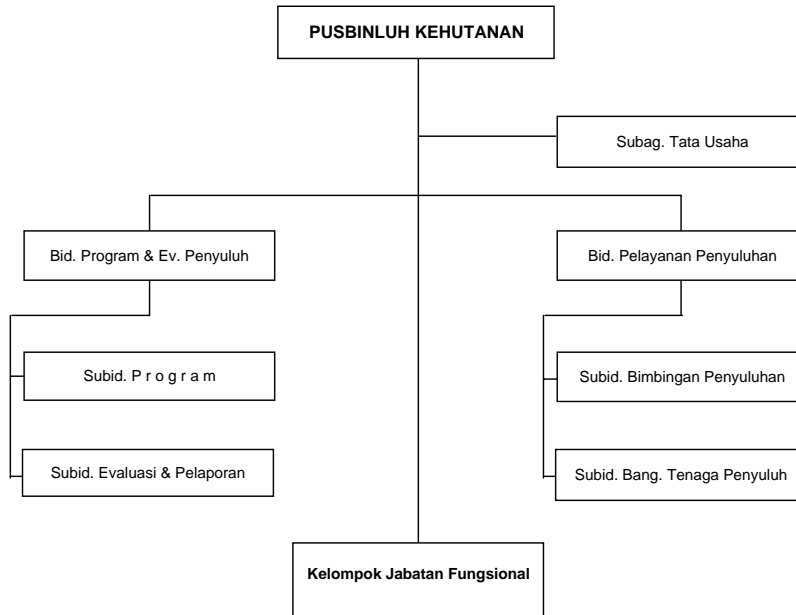 PUSBINLUH KEHUTANAN
Subag. Tata Usaha
Bid. Program & Ev. Penyuluh
Bid. Pelayanan Penyuluhan
Subid. P r o g r a m
Subid. Bimbingan Penyuluhan
Subid. Evaluasi & Pelaporan
Subid. Bang. Tenaga Penyuluh
Kelompok Jabatan Fungsional